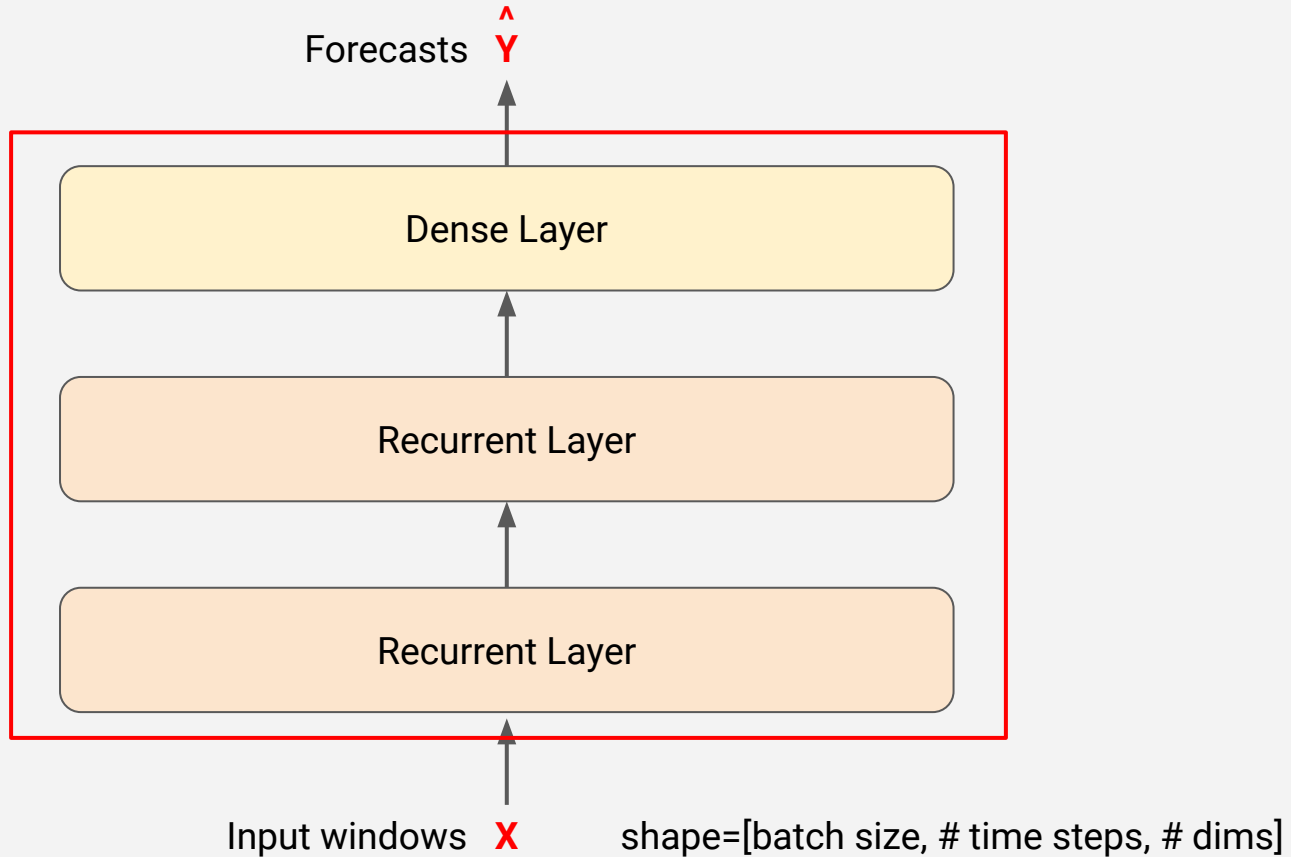 Forecasts Ŷ
Dense Layer
Recurrent Layer
Recurrent Layer
Input windows X shape=[batch size, # time steps, # dims]